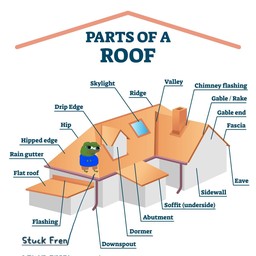 PARTS OF A
ROOF
Skylight
Valley
Ridge
Chimney flashing
Gable / Rake
Drip Edge
Gable end
Hip
Fascia
Hipped edge
Rain gutter
Flat roof
Eave
Sidewall
Soffit (underside)
Flashing
Abutment
Stuck Fren
Dormer
Downspout